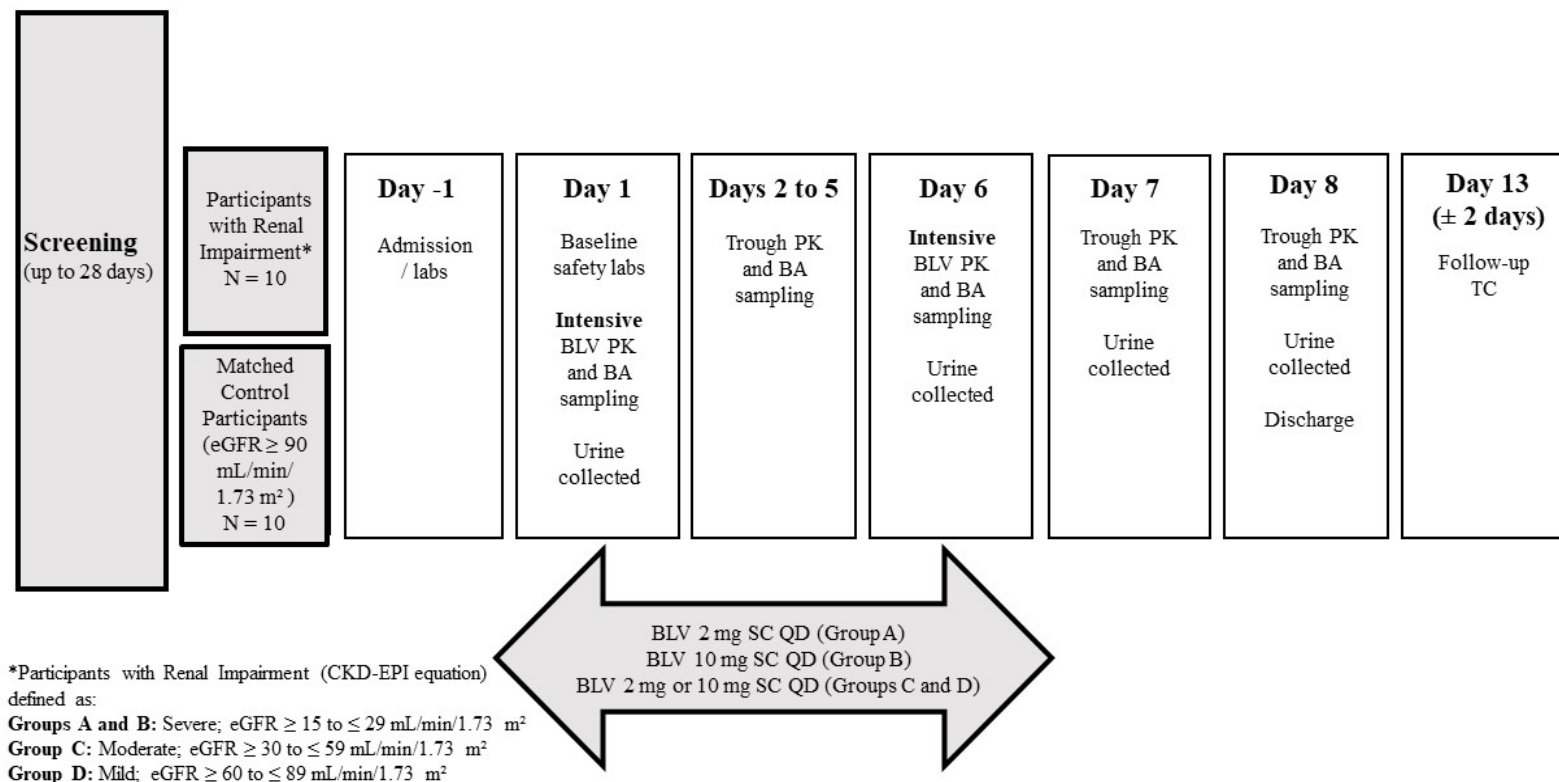 Screening
(up to 28 days)
Participants
with Renal
Impairment*
N = 10
Matched
Control
Participants
(eGFR ≥ 90
mL/min/
1.73 m²)
N = 10
Day -1
Admission
/ labs
Day 1
Baseline
safety labs
Intensive
BLV PK
and BA
sampling
Urine
collected
Days 2 to 5
Trough PK
and BA
sampling
Day 6
Intensive
BLV PK
and BA
sampling
Urine
collected
Day 7
Trough PK
and BA
sampling
Urine
collected
Day 8
Trough PK
and BA
sampling
Urine
collected
Discharge
Day 13
(± 2 days)
Follow-up
TC
BLV 2 mg SC QD (Group A)
BLV 10 mg SC QD (Group B)
BLV 2 mg or 10 mg SC QD (Groups C and D)
*Participants with Renal Impairment (CKD-EPI equation)
defined as:
Groups A and B: Severe; eGFR ≥ 15 to ≤ 29 mL/min/1.73 m²
Group C: Moderate; eGFR ≥ 30 to ≤ 59 mL/min/1.73 m²
Group D: Mild; eGFR ≥ 60 to ≤ 89 mL/min/1.73 m²